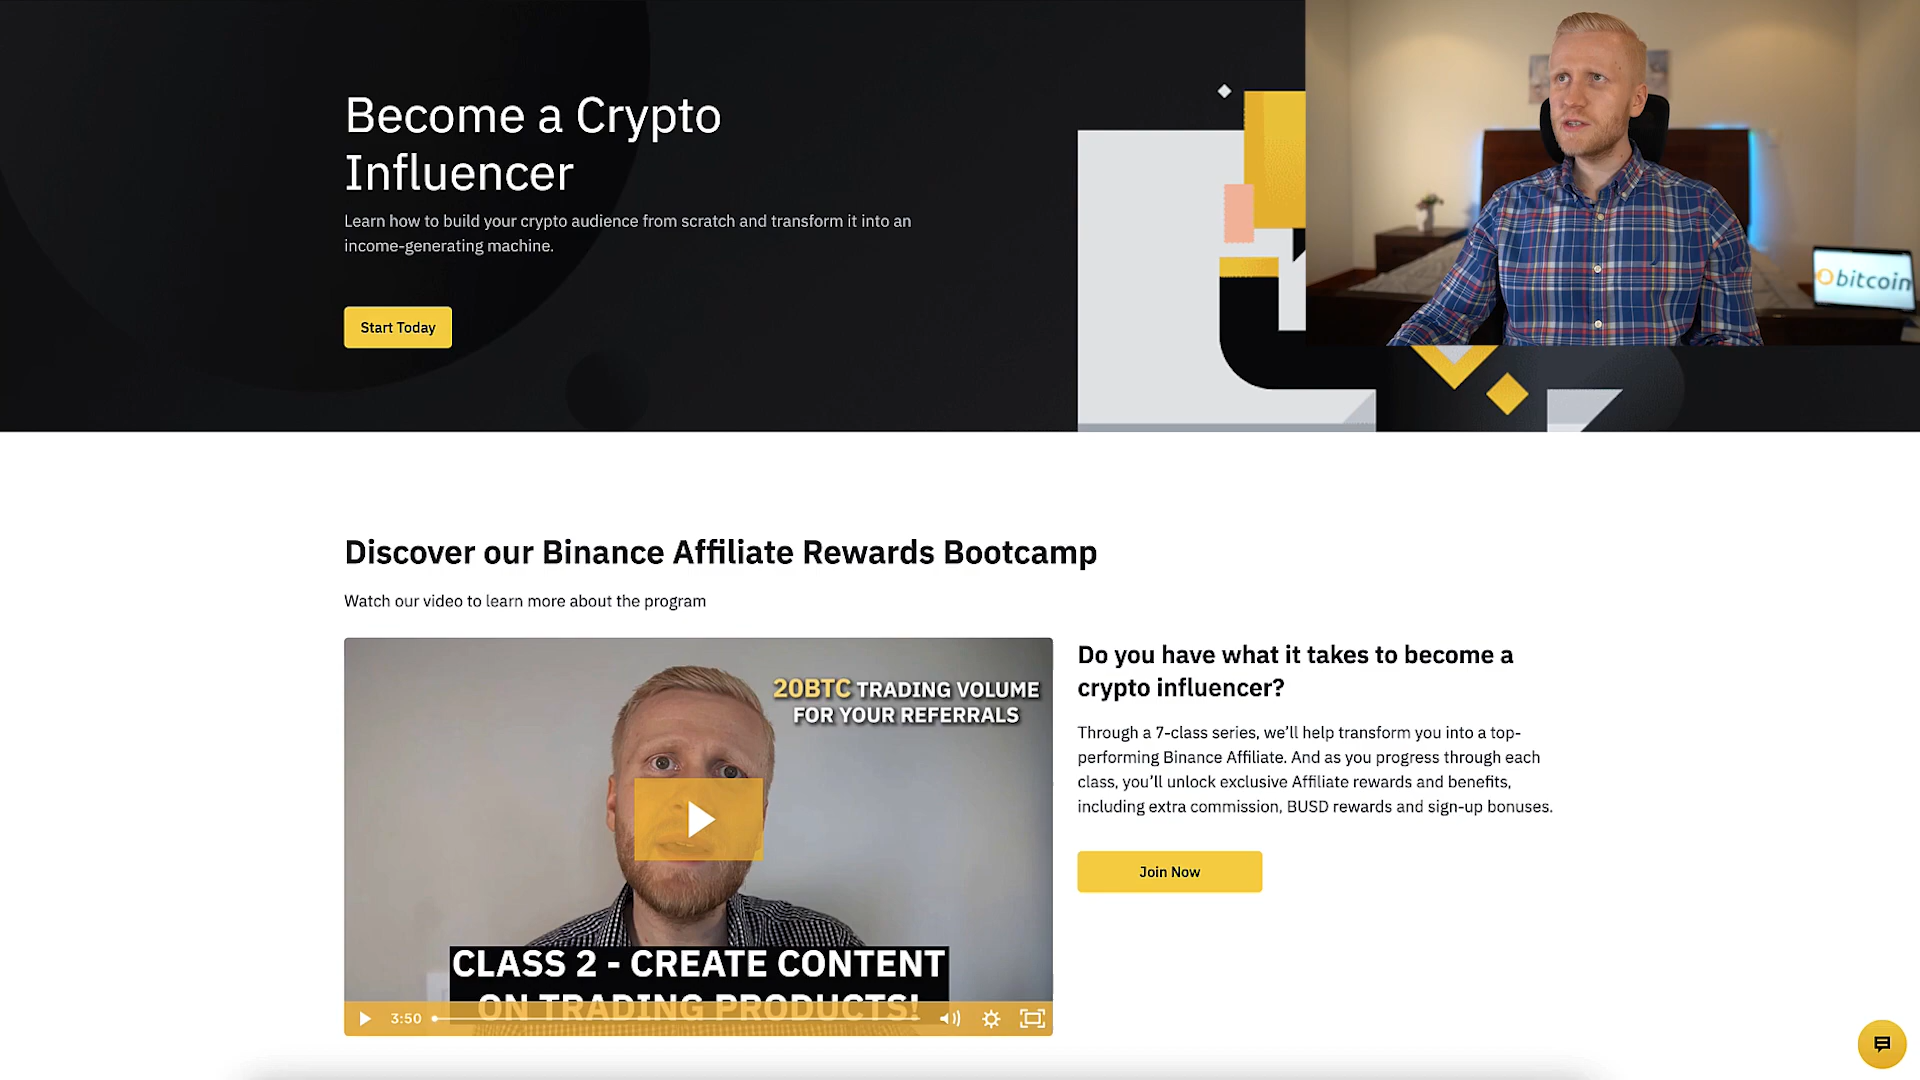 Become a Crypto
Influencer
Learn how to build your crypto audience from scratch and transform it into an
income-generating machine.
Start Today
bitcoin
Discover our Binance Affiliate Rewards Bootcamp
Watch our video to learn more about the program
20BTC TRADING VOLUME
FOR YOUR REFERRALS
CLASS 2 - CREATE CONTENT
ON TRADING PRODUCTS!
3:50
Do you have what it takes to become a
crypto influencer?
Through a 7-class series, we’ll help transform you into a top-
performing Binance Affiliate. And as you progress through each
class, you’ll unlock exclusive Affiliate rewards and benefits,
including extra commission, BUSD rewards and sign-up bonuses.
Join Now